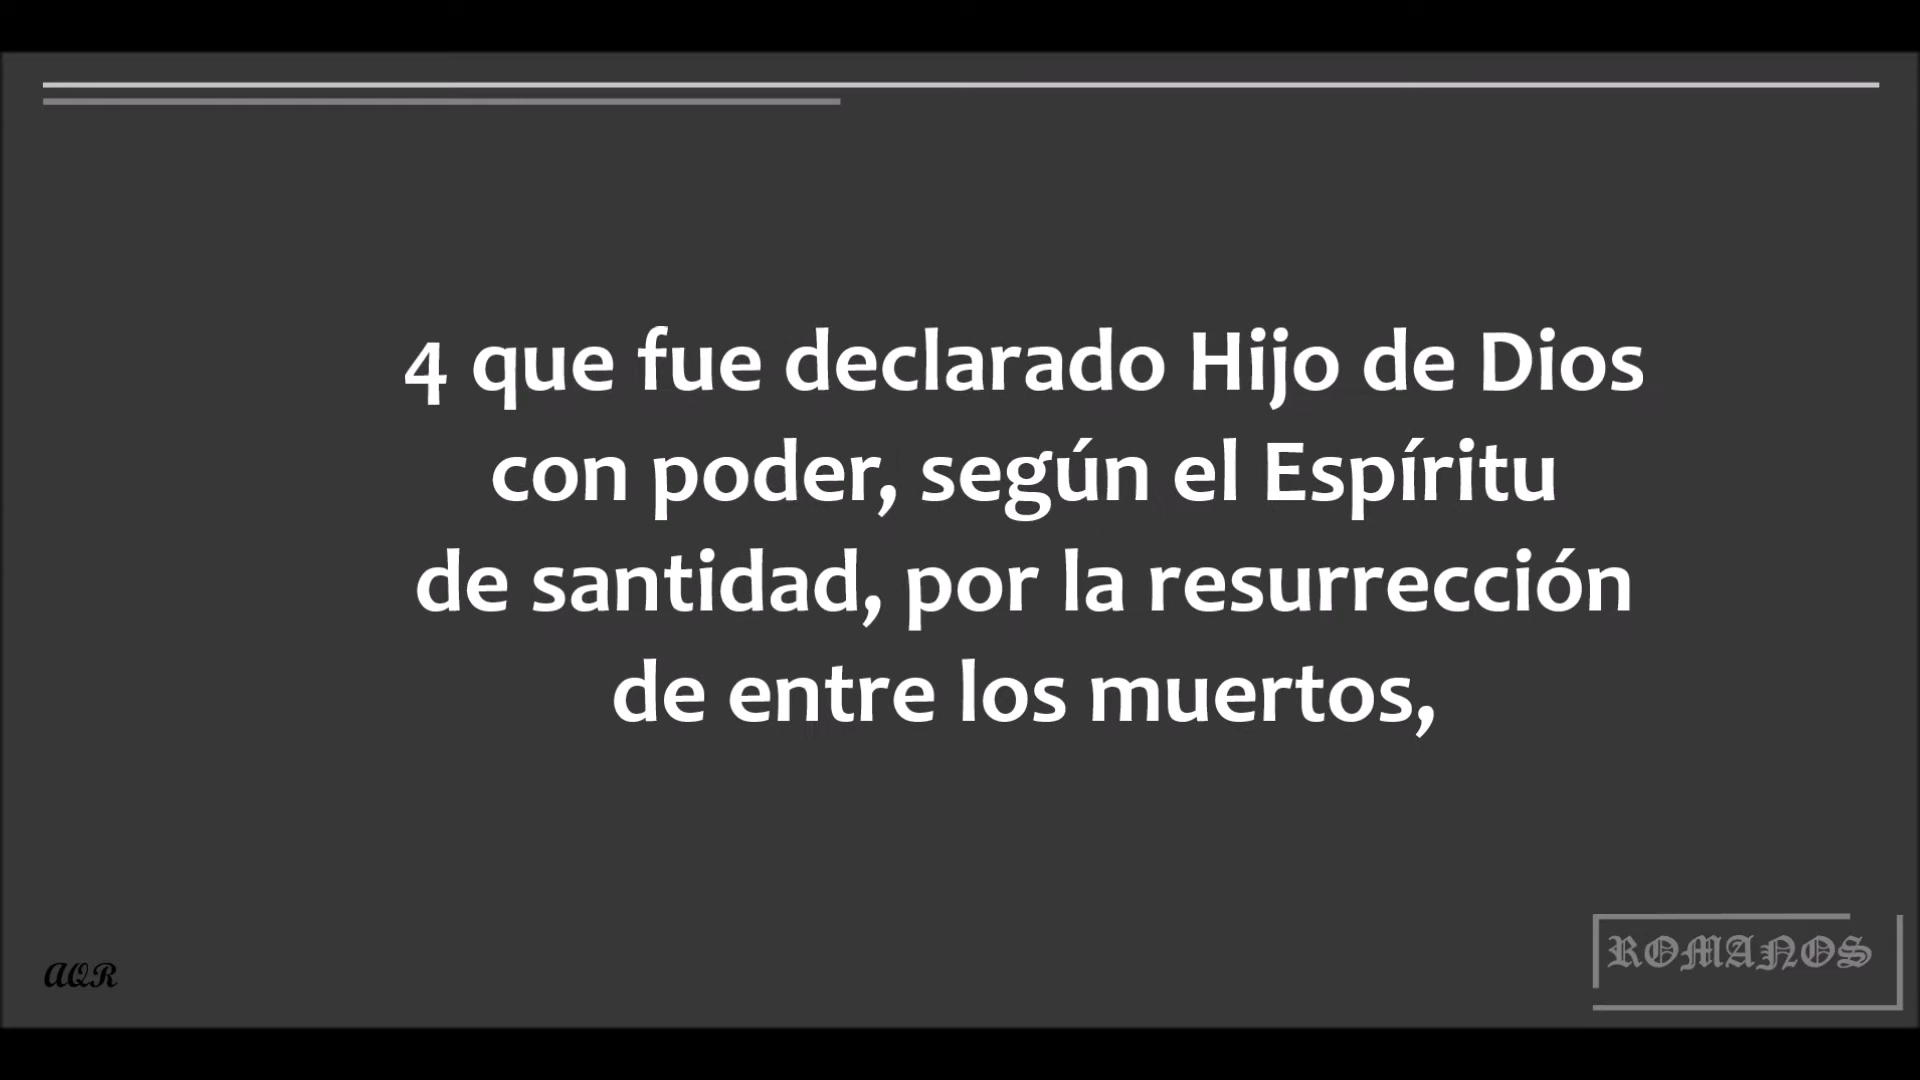 4 que fue declarado Hijo de Dios
con poder, según el Espíritu
de santidad, por la resurrección
de entre los muertos,
ROMANOS
AQR